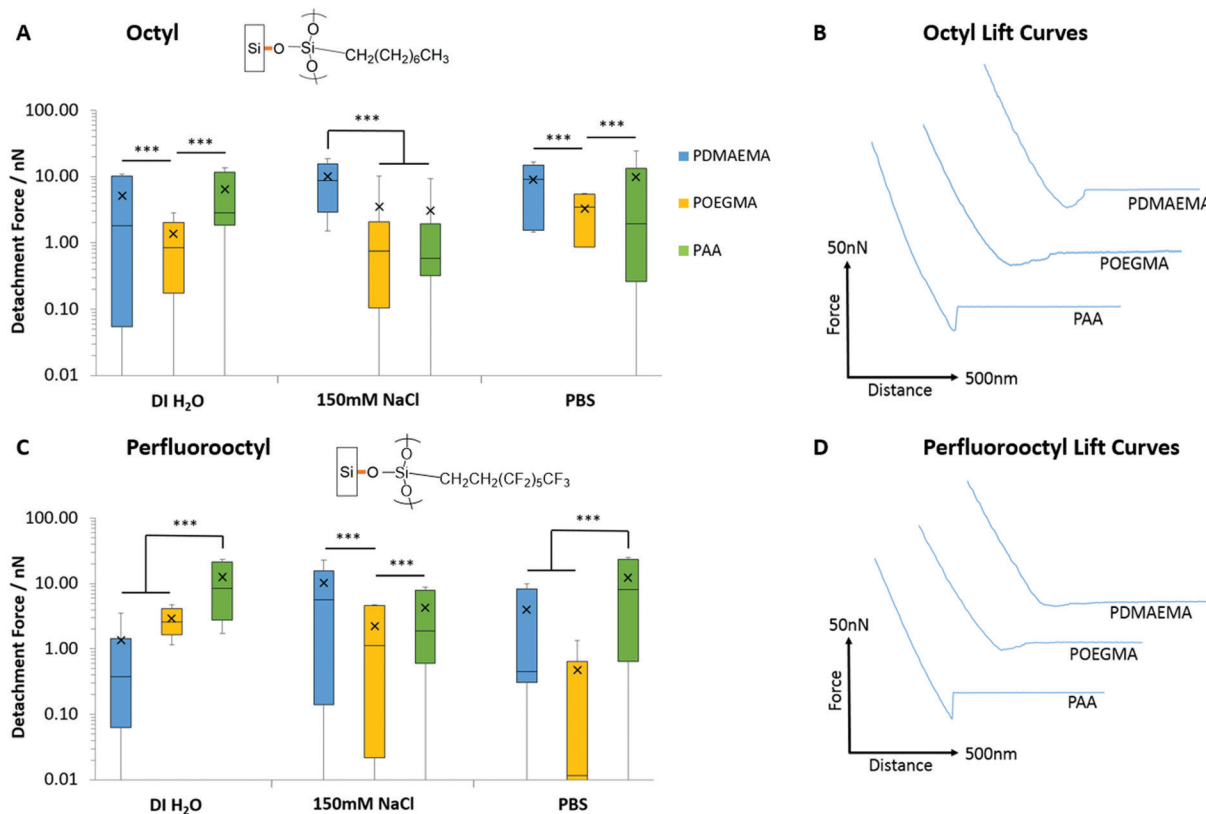 A Octyl
Si O Si O O CH₂(CH₂)₆CH₃
Detachment Force / nN
100.00
10.00
1.00
0.10
0.01
*** *** *** *** ***
DI H₂O 150mM NaCl PBS
PDMAEMA
POEGMA
PAA
B Octyl Lift Curves
PDMAEMA
POEGMA
PAA
50nN
Force
Distance
500nm
C Perfluorooctyl
Si O Si O O CH₂CH₂(CF₂)₅CF₃
Detachment Force / nN
100.00
10.00
1.00
0.10
0.01
*** *** *** ***
DI H₂O 150mM NaCl PBS
D Perfluorooctyl Lift Curves
PDMAEMA
POEGMA
PAA
50nN
Force
Distance
500nm